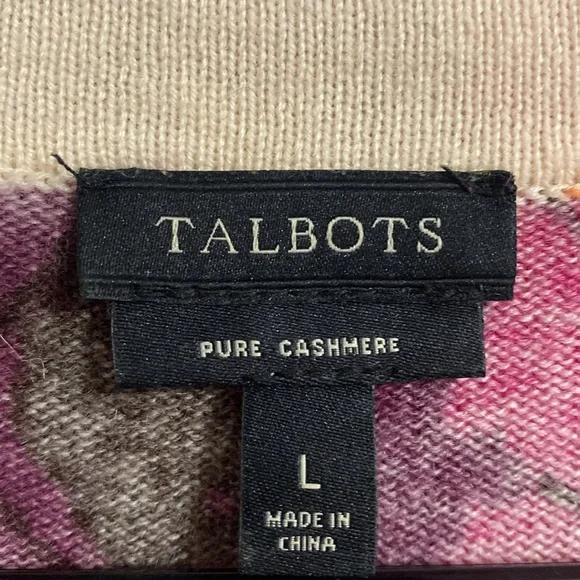 TALBOTS
PURE CASHMERE
L
MADE IN
CHINA